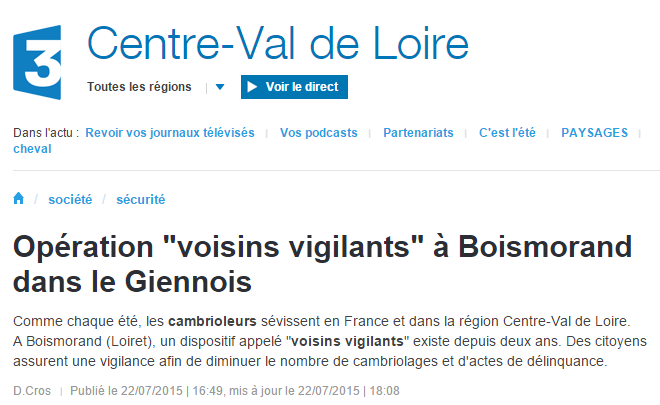 3
Centre-Val de Loire
Toutes les régions | Voir le direct
Dans l'actu : Revoir vos journaux télévisés | Vos podcasts | Partenariats | C'est l'été | PAYSAGES |
cheval
/ société / sécurité
Opération "voisins vigilants" à Boismorand
dans le Giennois
Comme chaque été, les cambrioleurs sévissent en France et dans la région Centre-Val de Loire.
A Boismorand (Loiret), un dispositif appelé "voisins vigilants" existe depuis deux ans. Des citoyens
assurent une vigilance afin de diminuer le nombre de cambriolages et d'actes de délinquance.
D.Cros | Publié le 22/07/2015 | 16:49, mis à jour le 22/07/2015 | 18:08